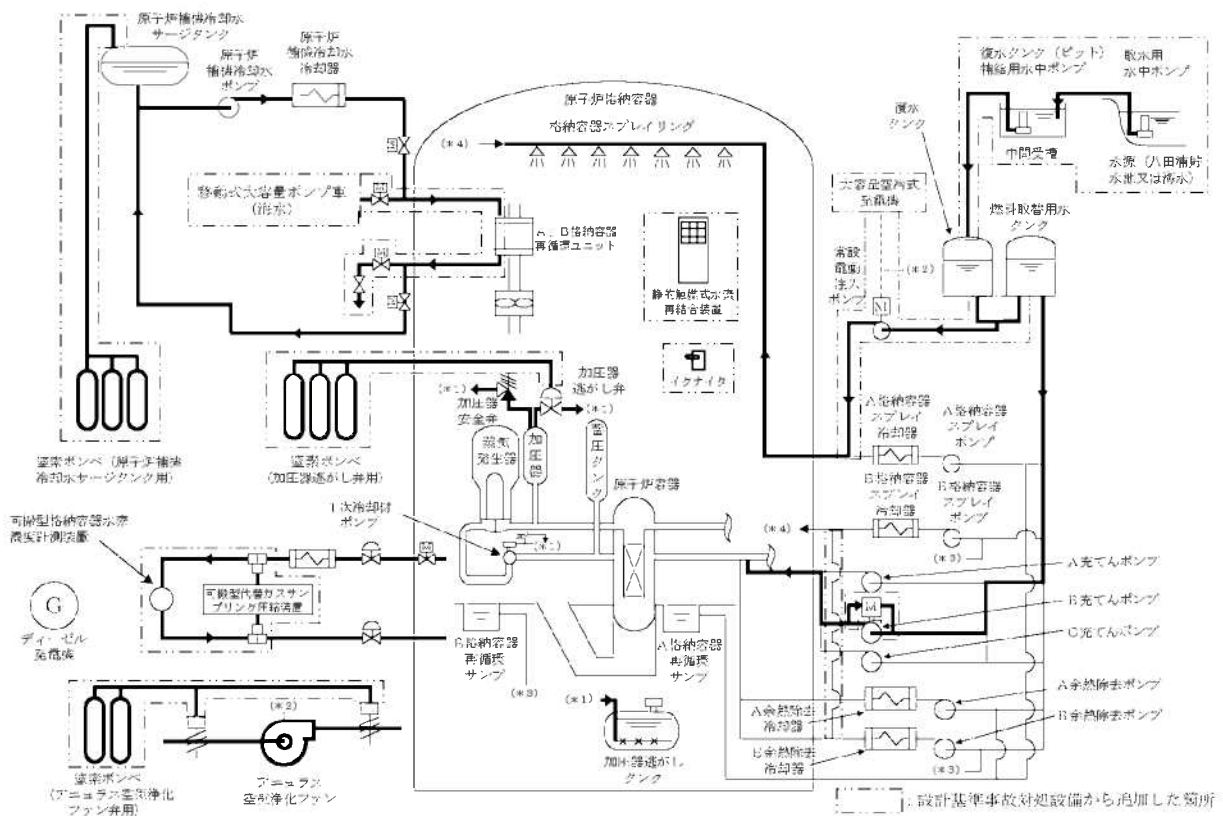 原子炉補機冷却水
サージタンク
原子炉
補機冷却水
ポンプ
原子炉
補機冷却水
冷却器
移動式大容量ポンプ車
(海水)
A、B格納容器
再循環ユニット
窒素ボンベ(原子炉補機
冷却水サージタンク用)
原子炉格納容器
格納容器スプレイリング
(*4)
静的触媒式水素
再結合装置
イグナイタ
復水タンク(ピット)
補給用水中ポンプ
取水用
水中ポンプ
中間受槽
水源(八田浦貯
水池又は海水)
復水
タンク
燃料取替用水
タンク
大容量空冷式
発電機
(*2)
常設
電動
注入
ポンプ
M
窒素ボンベ
(加圧器逃がし弁用)
(*1)
加圧器
安全弁
加圧器
逃がし弁
(*1)
蒸気
発生器
加圧器
蓄圧タンク
原子炉容器
1次冷却材
ポンプ
(*1)
A格納容器
スプレイ
冷却器
A格納容器
スプレイ
ポンプ
B格納容器
スプレイ
冷却器
B格納容器
スプレイ
ポンプ
(*4)
(*3)
A充てんポンプ
M
B充てんポンプ
C充てんポンプ
A余熱除去
冷却器
A余熱除去ポンプ
B余熱除去
冷却器
B余熱除去ポンプ
(*3)
可搬型格納容器水素
濃度計測装置
可搬型代替ガスサン
プリング圧縮装置
G
ディーゼル
発電機
B格納容器
再循環
サンプ
(*3)
A格納容器
再循環
サンプ
(*1)
加圧器逃がし
タンク
窒素ボンベ
(アニュラス空気浄化
ファン弁用)
(*2)
アニュラス
空気浄化ファン
:設計基準事故対処設備から追加した箇所